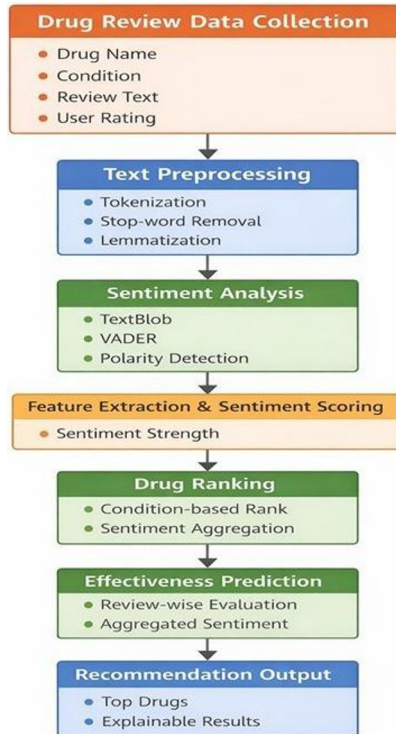 Drug Review Data Collection
• Drug Name
• Condition
• Review Text
• User Rating
Text Preprocessing
• Tokenization
• Stop-word Removal
• Lemmatization
Sentiment Analysis
• TextBlob
• VADER
• Polarity Detection
Feature Extraction & Sentiment Scoring
• Sentiment Strength
Drug Ranking
• Condition-based Rank
• Sentiment Aggregation
Effectiveness Prediction
• Review-wise Evaluation
• Aggregated Sentiment
Recommendation Output
• Top Drugs
• Explainable Results